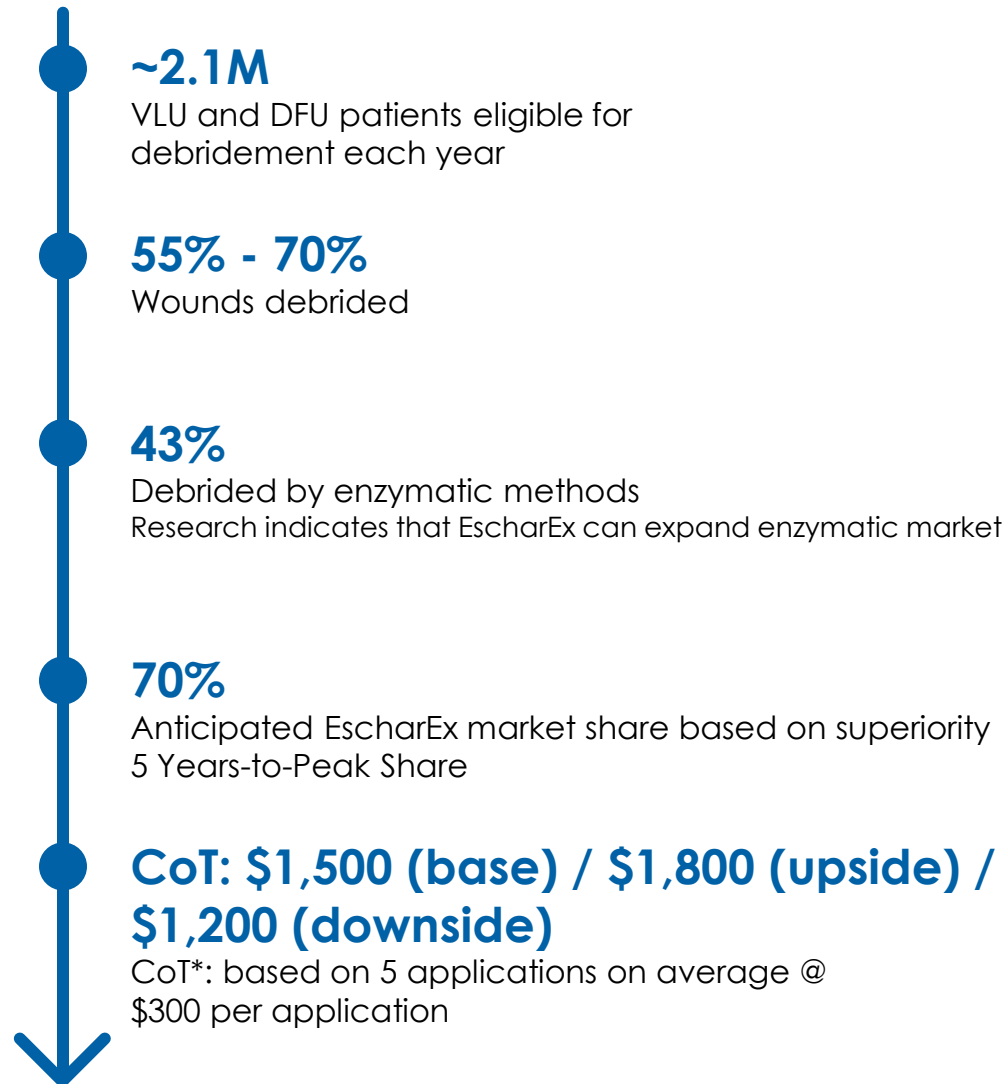 ~2.1M
VLU and DFU patients eligible for
debridement each year
55% - 70%
Wounds debrided
43%
Debrided by enzymatic methods
Research indicates that EscharEx can expand enzymatic market
70%
Anticipated EscharEx market share based on superiority
5 Years-to-Peak Share
CoT: $1,500 (base) / $1,800 (upside) /
$1,200 (downside)
CoT*: based on 5 applications on average @
$300 per application